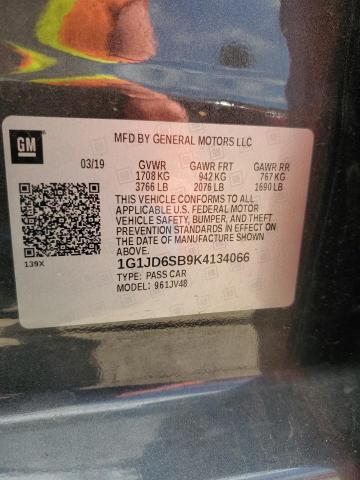 GM
MFD BY GENERAL MOTORS LLC
03/19 GVWR GAWR FRT GAWR RR
1708 KG 942 KG 767 KG
3766 LB 2076 LB 1690 LB
THIS VEHICLE CONFORMS TO ALL
APPLICABLE U.S. FEDERAL MOTOR
VEHICLE SAFETY, BUMPER, AND THEFT
PREVENTION STANDARDS IN EFFECT
ON THE DATE OF MANUFACTURE SHOWN
ABOVE.
139X 1G1JD6SB9K4134066
TYPE: PASS CAR
961JV48